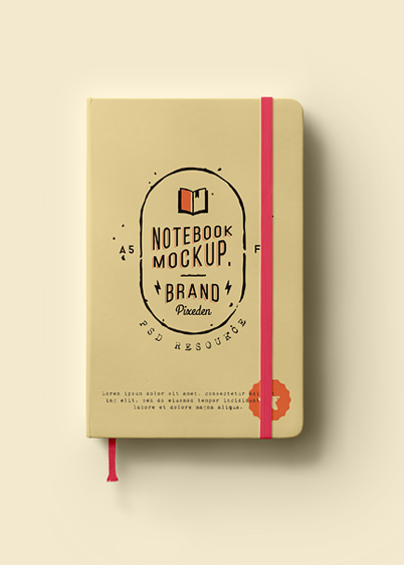 A5
NOTEBOOK
MOCKUP.
F
BRAND
Pixeden
PSD RESOURCE
Lorem ipsum dolor sit amet, consectetur
ing elit, sed do eiusmod tempor incididunt
labore et dolore magna aliqua.